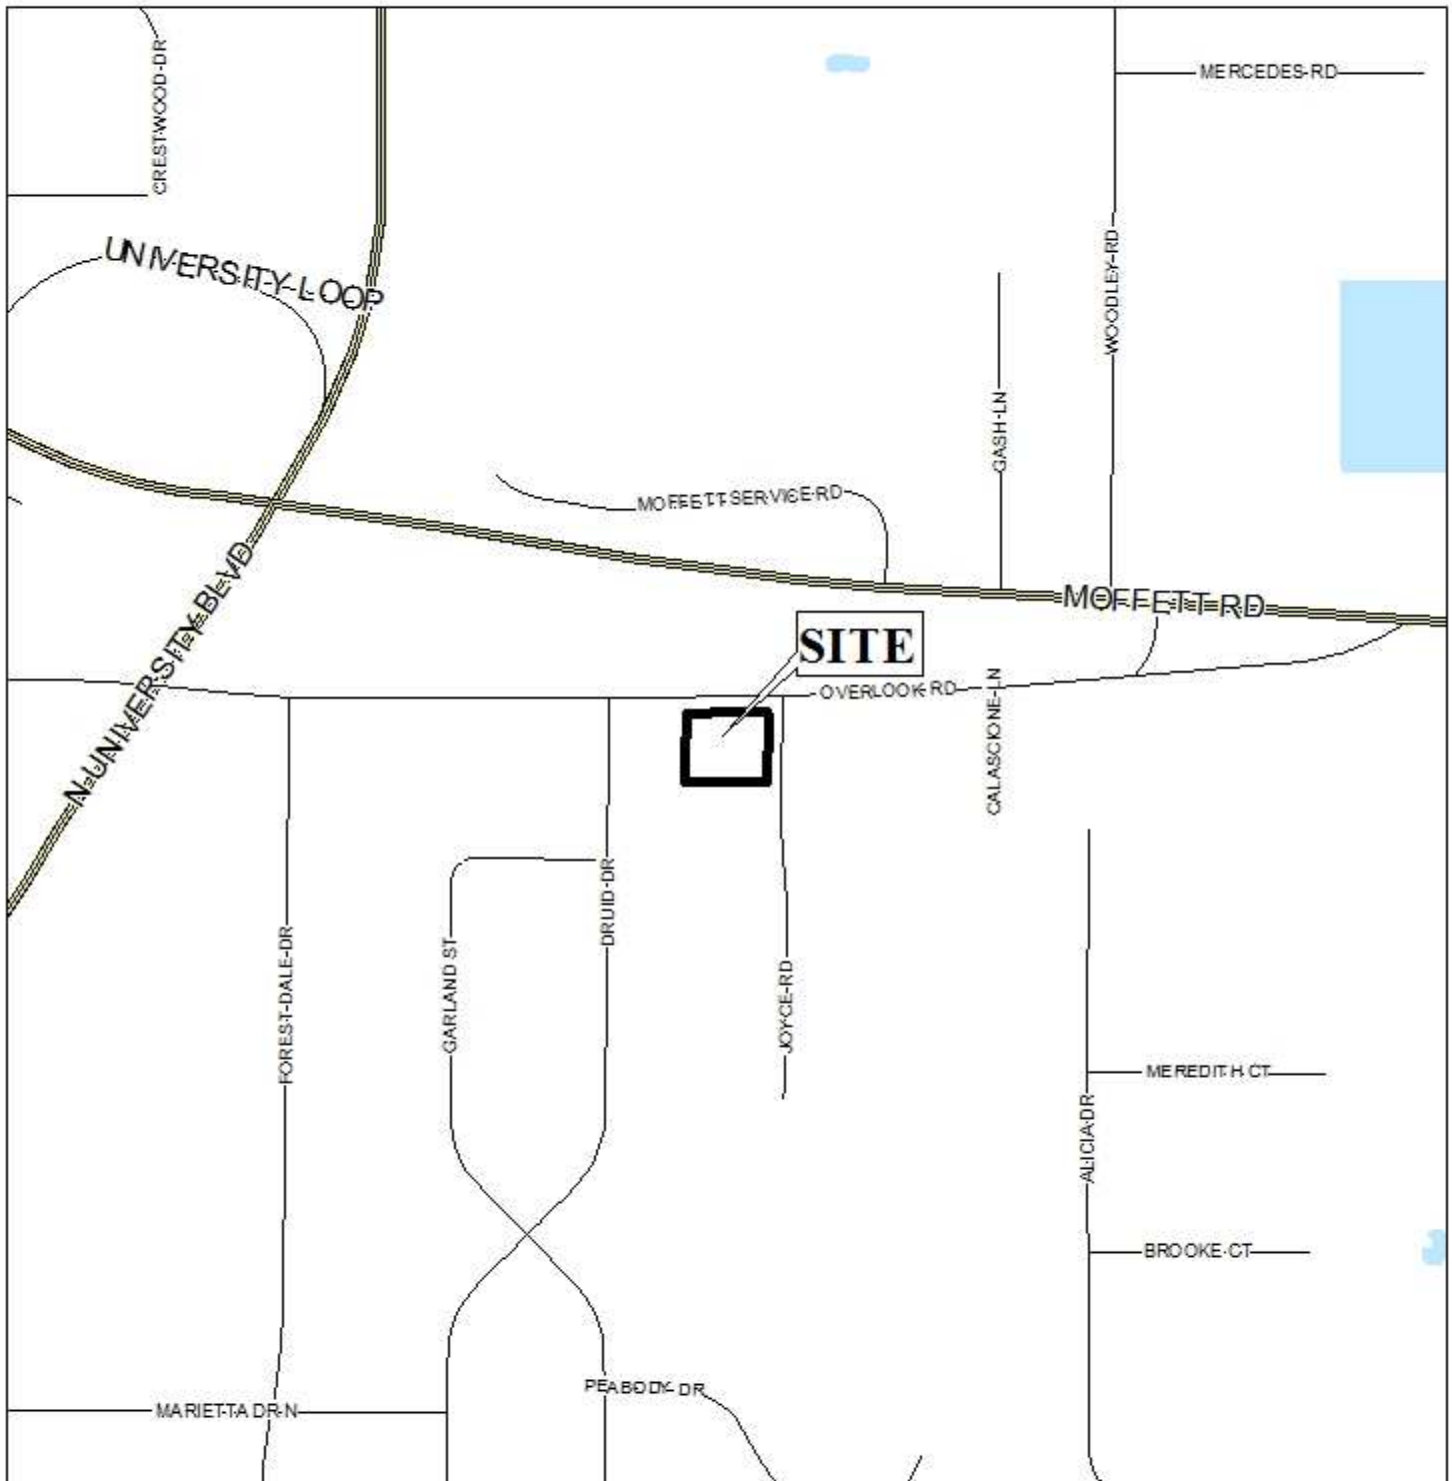 CRESTWOOD DR
MERCEDES RD
UNIVERSITY LOOP
WOODLEY RD
GASH LN
MOFFETT SERVICE RD
N UNIVERSITY BLVD
MOFFETT RD
SITE
OVERLOOK RD
CALASCIONE LN
DRUID DR
FOREST DALE DR
GARLAND ST
JOYCE RD
MEREDITH CT
ALICIA DR
BROOKE CT
PEABODY DR
MARIETTA DR N